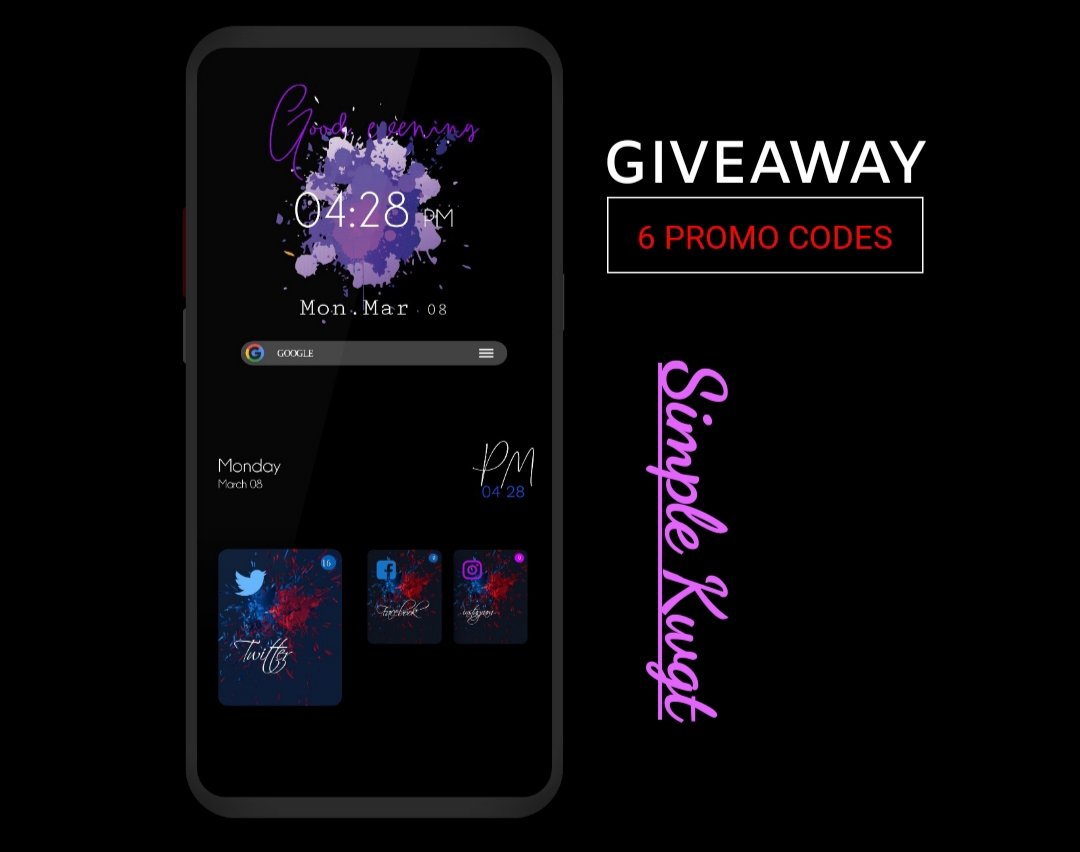 Good evening
04:28 PM
Mon.Mar 08
GOOGLE
Monday
March 08
PM
04 28
16
Twitter
Facebook
instagram
GIVEAWAY
6 PROMO CODES
Simple Kwgt